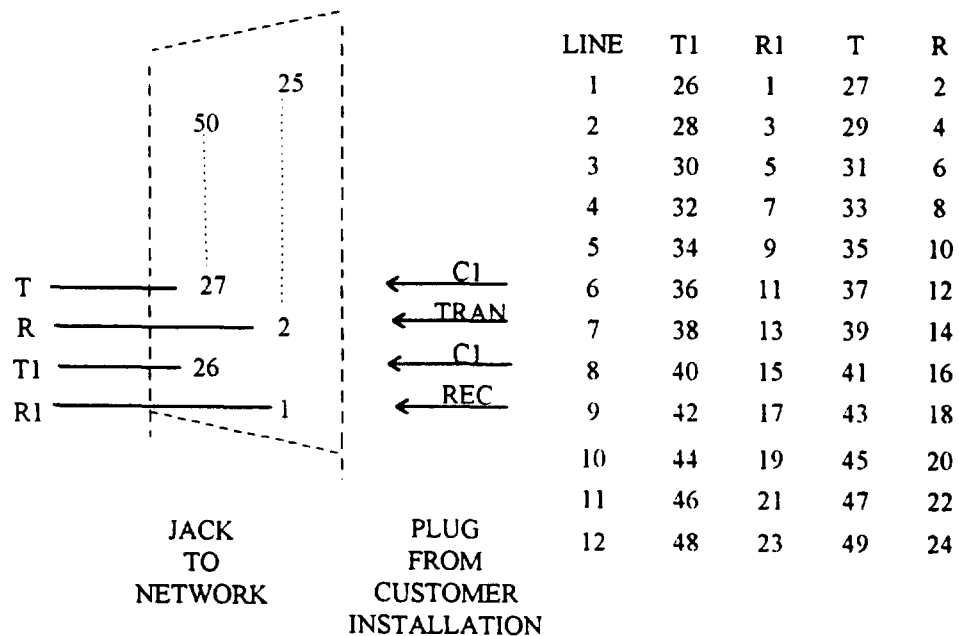 25
50
T 27 C1
R 2 TRAN
T1 26 C1
R1 1 REC
JACK
TO
NETWORK
PLUG
FROM
CUSTOMER
INSTALLATION
LINE T1 R1 T R
1 26 1 27 2
2 28 3 29 4
3 30 5 31 6
4 32 7 33 8
5 34 9 35 10
6 36 11 37 12
7 38 13 39 14
8 40 15 41 16
9 42 17 43 18
10 44 19 45 20
11 46 21 47 22
12 48 23 49 24